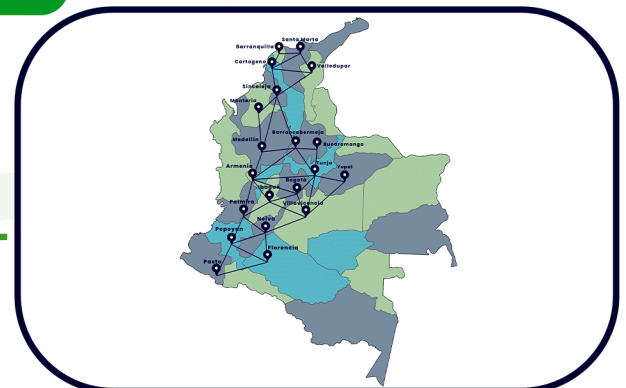 Santa Marta
Barranquilla
Cartagena
Valledupar
Sincelejo
Montería
Barrancabermeja
Medellín
Bucaramanga
Tunja
Yopal
Armenia
Bogotá
Ibagué
Villavicencio
Palmira
Neiva
Popayán
Florencia
Pasto